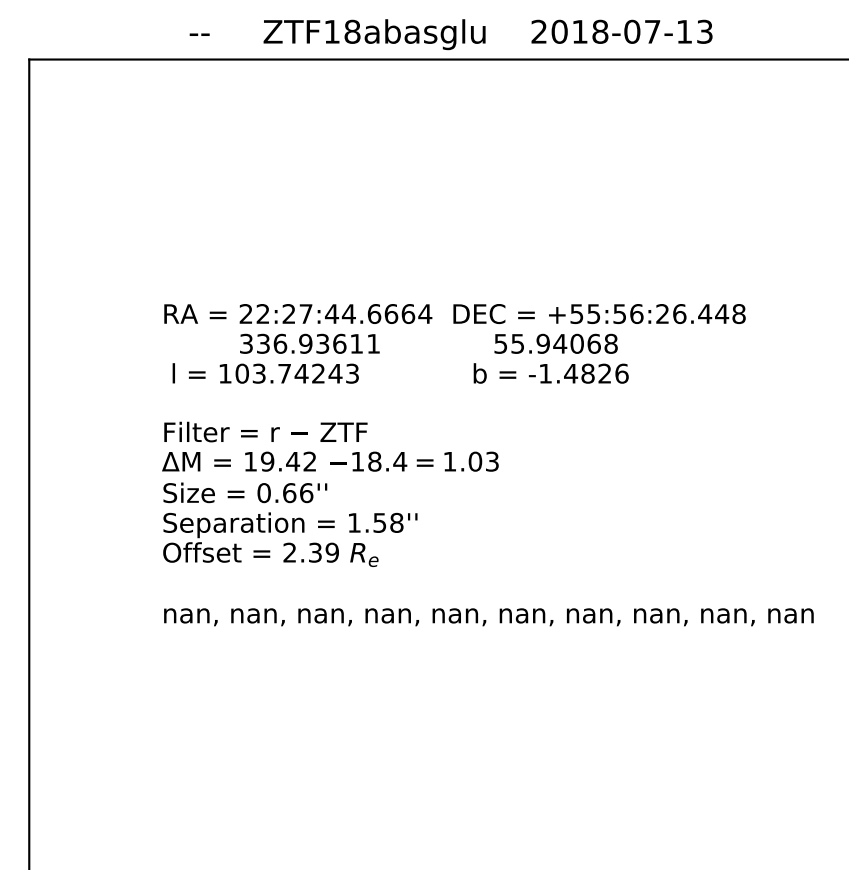 -- ZTF18abasglu 2018-07-13
RA = 22:27:44.6664 DEC = +55:56:26.448
336.93611 55.94068
l = 103.74243 b = -1.4826
Filter = r − ZTF
ΔM = 19.42 −18.4 = 1.03
Size = 0.66''
Separation = 1.58''
Offset = 2.39 Re
nan, nan, nan, nan, nan, nan, nan, nan, nan, nan